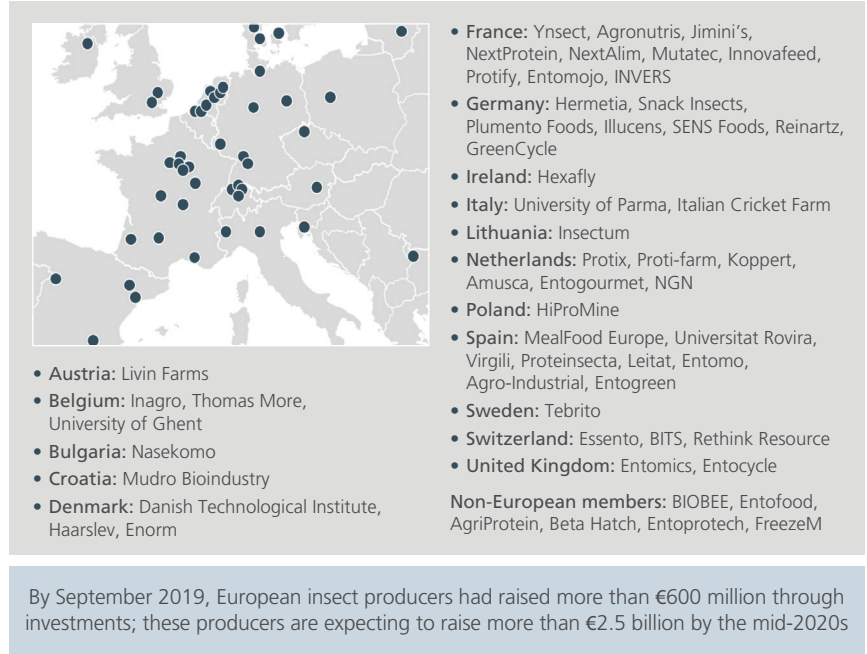 • Austria: Livin Farms
• Belgium: Inagro, Thomas More,
University of Ghent
• Bulgaria: Nasekomo
• Croatia: Mudro Bioindustry
• Denmark: Danish Technological Institute,
Haarslev, Enorm
• France: Ynsect, Agronutris, Jimini's,
NextProtein, NextAlim, Mutatec, Innovafeed,
Protify, Entomojo, INVERS
• Germany: Hermetia, Snack Insects,
Plumento Foods, Illucens, SENS Foods, Reinartz,
GreenCycle
• Ireland: Hexafly
• Italy: University of Parma, Italian Cricket Farm
• Lithuania: Insectum
• Netherlands: Protix, Proti-farm, Koppert,
Amusca, Entogourmet, NGN
• Poland: HiProMine
• Spain: MealFood Europe, Universitat Rovira,
Virgili, Proteinsecta, Leitat, Entomo,
Agro-Industrial, Entogreen
• Sweden: Tebrito
• Switzerland: Essento, BITS, Rethink Resource
• United Kingdom: Entomics, Entocycle
Non-European members: BIOBEE, Entofood,
AgriProtein, Beta Hatch, Entoprotech, FreezeM
By September 2019, European insect producers had raised more than €600 million through
investments; these producers are expecting to raise more than €2.5 billion by the mid-2020s